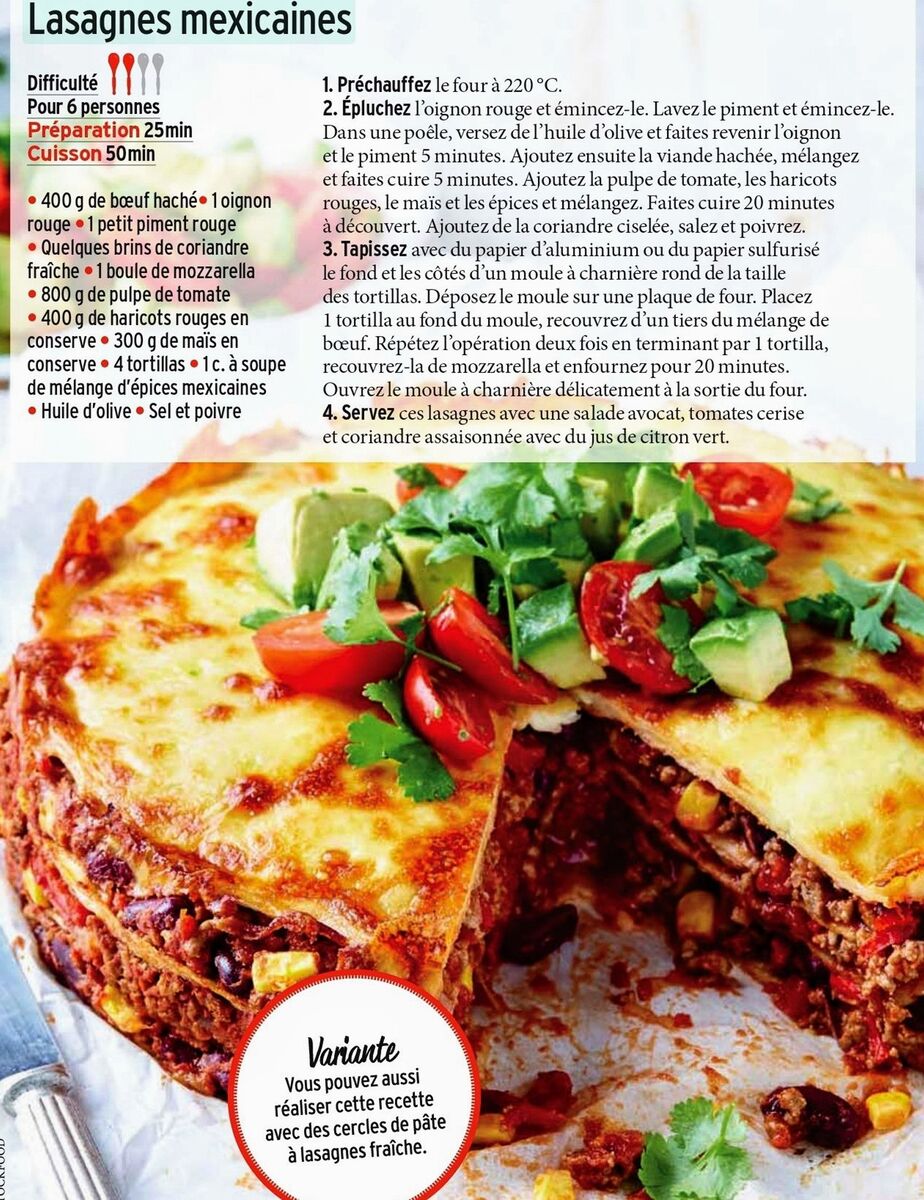 Lasagnes mexicaines
Difficulté
Pour 6 personnes
Préparation 25min
Cuisson 50min
• 400 g de bœuf haché • 1 oignon
rouge • 1 petit piment rouge
• Quelques brins de coriandre
fraîche • 1 boule de mozzarella
• 800 g de pulpe de tomate
• 400 g de haricots rouges en
conserve • 300 g de maïs en
conserve • 4 tortillas • 1 c. à soupe
de mélange d'épices mexicaines
• Huile d'olive • Sel et poivre
1. Préchauffez le four à 220 °C.
2. Épluchez l'oignon rouge et émincez-le. Lavez le piment et émincez-le.
Dans une poêle, versez de l'huile d'olive et faites revenir l'oignon
et le piment 5 minutes. Ajoutez ensuite la viande hachée, mélangez
et faites cuire 5 minutes. Ajoutez la pulpe de tomate, les haricots
rouges, le maïs et les épices et mélangez. Faites cuire 20 minutes
à découvert. Ajoutez de la coriandre ciselée, salez et poivrez.
3. Tapissez avec du papier d'aluminium ou du papier sulfurisé
le fond et les côtés d'un moule à charnière rond de la taille
des tortillas. Déposez le moule sur une plaque de four. Placez
1 tortilla au fond du moule, recouvrez d'un tiers du mélange de
bœuf. Répétez l'opération deux fois en terminant par 1 tortilla,
recouvrez-la de mozzarella et enfournez pour 20 minutes.
Ouvrez le moule à charnière délicatement à la sortie du four.
4. Servez ces lasagnes avec une salade avocat, tomates cerise
et coriandre assaisonnée avec du jus de citron vert.
Variante
Vous pouvez aussi
réaliser cette recette
avec des cercles de pâte
à lasagnes fraîche.